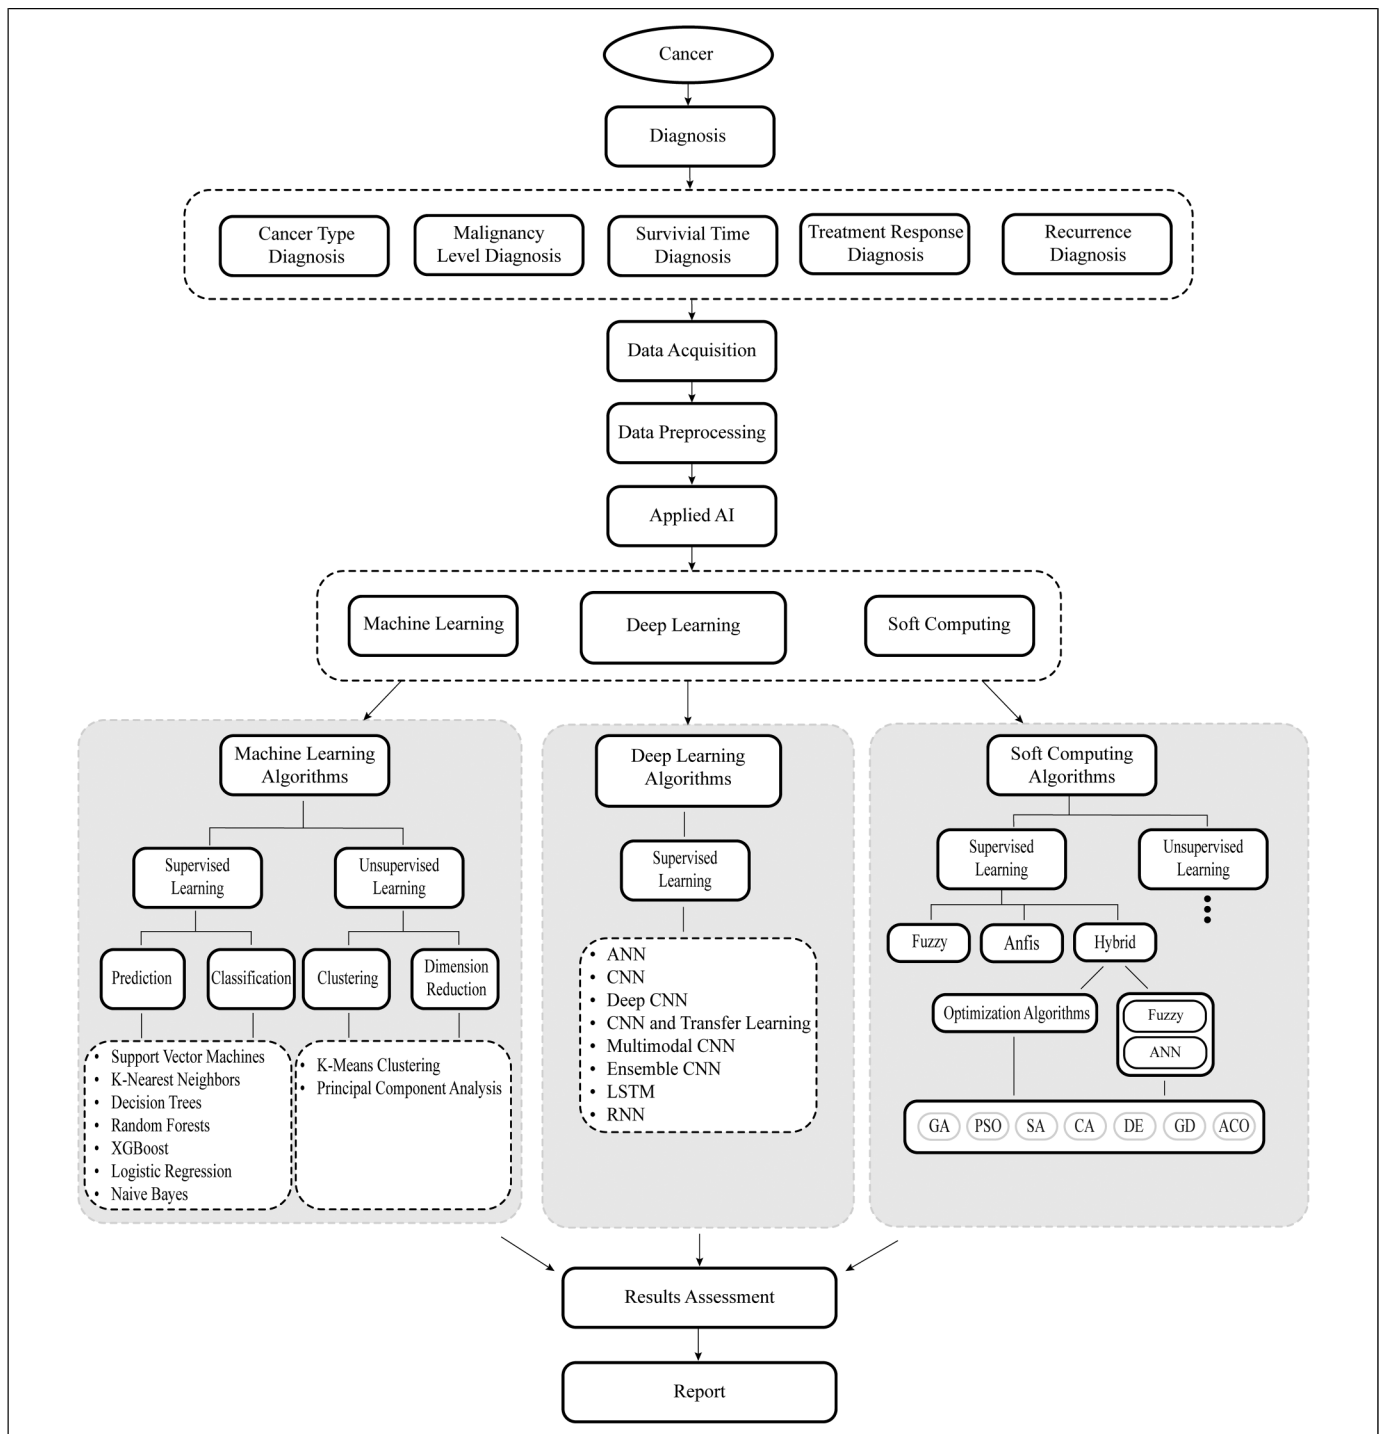 Cancer
Diagnosis
Cancer Type
Diagnosis
Malignancy
Level Diagnosis
Survivial Time
Diagnosis
Treatment Response
Diagnosis
Recurrence
Diagnosis
Data Acquisition
Data Preprocessing
Applied AI
Machine Learning
Deep Learning
Soft Computing
Machine Learning
Algorithms
Supervised
Learning
Unsupervised
Learning
Prediction
Classification
Clustering
Dimension
Reduction
• Support Vector Machines
• K-Nearest Neighbors
• Decision Trees
• Random Forests
• XGBoost
• Logistic Regression
• Naive Bayes
• K-Means Clustering
• Principal Component Analysis
Deep Learning
Algorithms
Supervised
Learning
• ANN
• CNN
• Deep CNN
• CNN and Transfer Learning
• Multimodal CNN
• Ensemble CNN
• LSTM
• RNN
Soft Computing
Algorithms
Supervised
Learning
Unsupervised
Learning
Fuzzy
Anfis
Hybrid
Optimization Algorithms
Fuzzy
ANN
GA
PSO
SA
CA
DE
GD
ACO
Results Assessment
Report